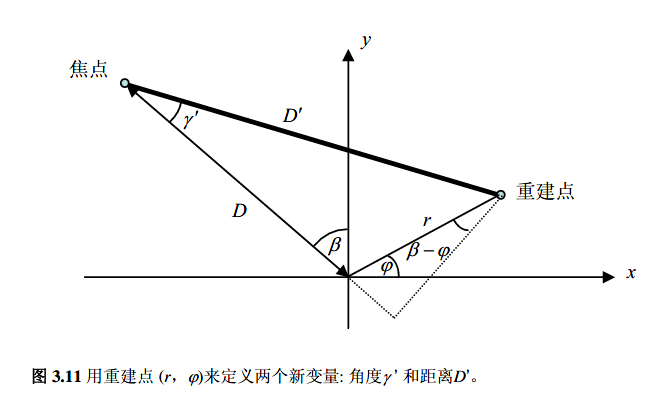 y
焦点
γ'
D'
重建点
D
r
β
β − φ
φ
x
图 3.11 用重建点 (r，φ)来定义两个新变量: 角度γ' 和距离D'。